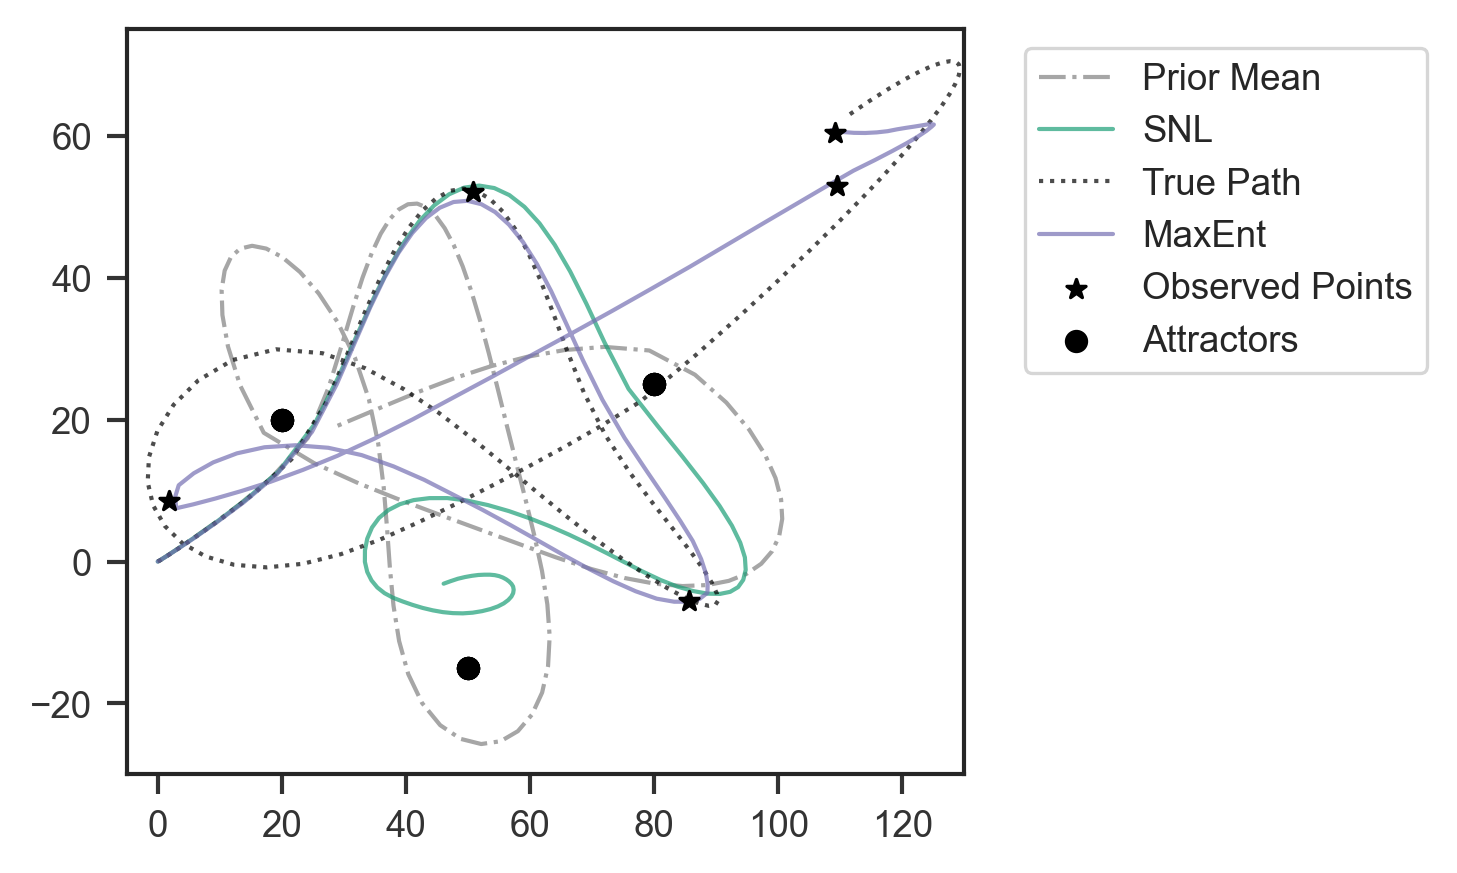 60
40
20
0
−20
0 20 40 60 80 100 120
Prior Mean
SNL
True Path
MaxEnt
Observed Points
Attractors